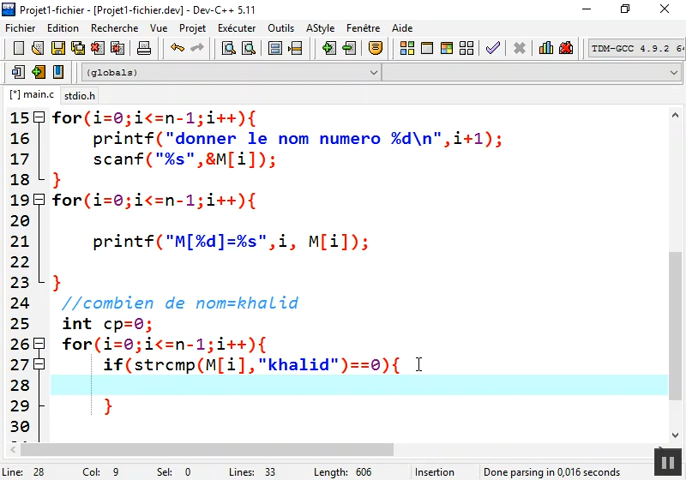 Projet1-fichier - [Projet1-fichier.dev] - Dev-C++ 5.11
Fichier Edition Recherche Vue Projet Exécuter Outils AStyle Fenêtre Aide
TDM-GCC 4.9.2 6
(globals)
[*] main.c stdio.h
15 for(i=0;i<=n-1;i++){
16 printf("donner le nom numero %d\n",i+1);
17 scanf("%s",&M[i]);
18 }
19 for(i=0;i<=n-1;i++){
20
21 printf("M[%d]=%s",i, M[i]);
22
23 }
24 //combien de nom=khalid
25 int cp=0;
26 for(i=0;i<=n-1;i++){
27 if(strcmp(M[i],"khalid")==0){
28
29 }
30
Line: 28 Col: 9 Sel: 0 Lines: 33 Length: 606 Insertion Done parsing in 0,016 seconds